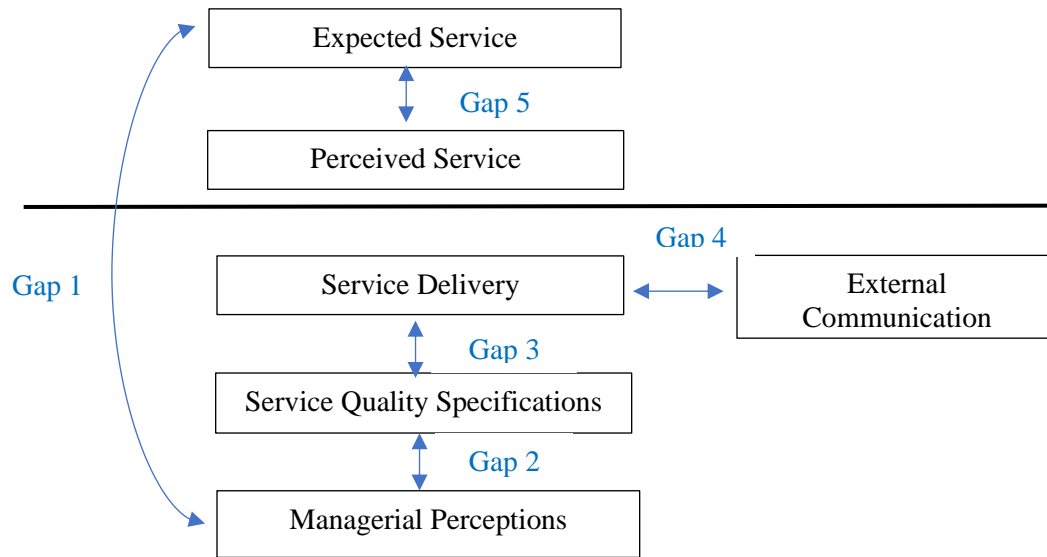 Expected Service
Gap 5
Perceived Service
Gap 4
Gap 1
Service Delivery
External
Communication
Gap 3
Service Quality Specifications
Gap 2
Managerial Perceptions